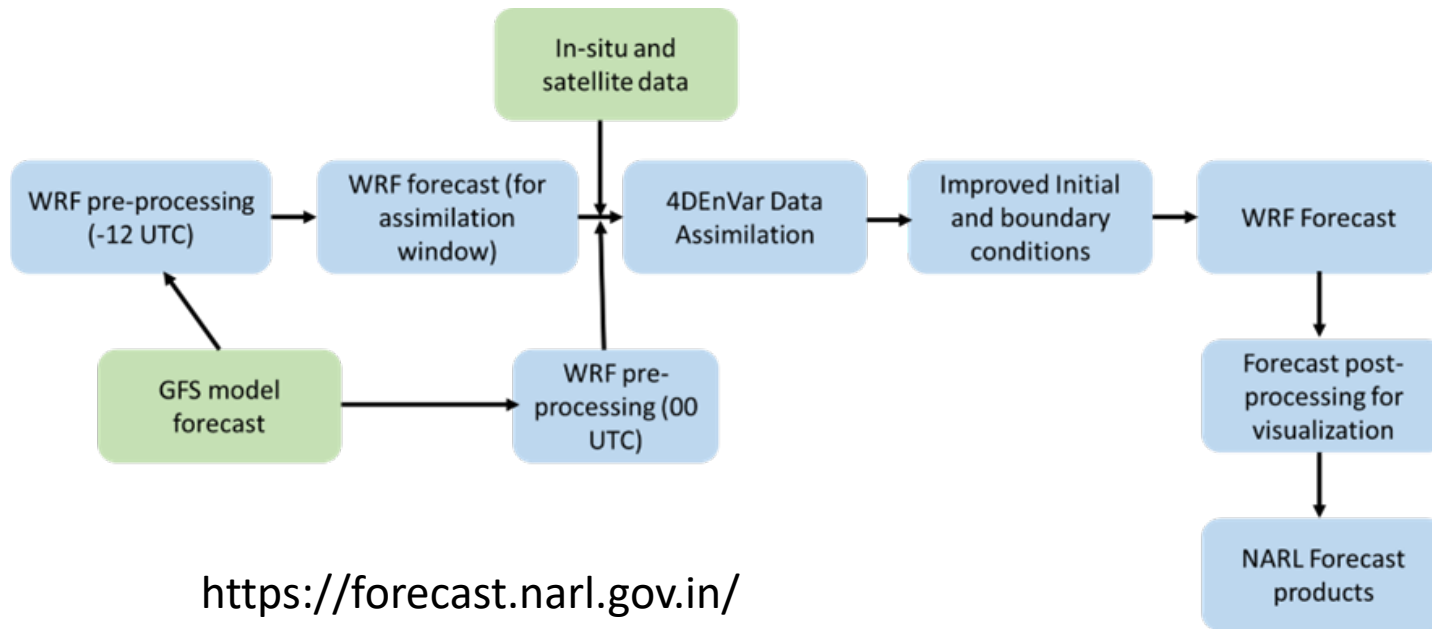 In-situ and
satellite data
WRF pre-processing
(-12 UTC)
WRF forecast (for
assimilation
window)
4DEnVar Data
Assimilation
Improved Initial
and boundary
conditions
WRF Forecast
GFS model
forecast
WRF pre-
processing (00
UTC)
Forecast post-
processing for
visualization
NARL Forecast
products
https://forecast.narl.gov.in/